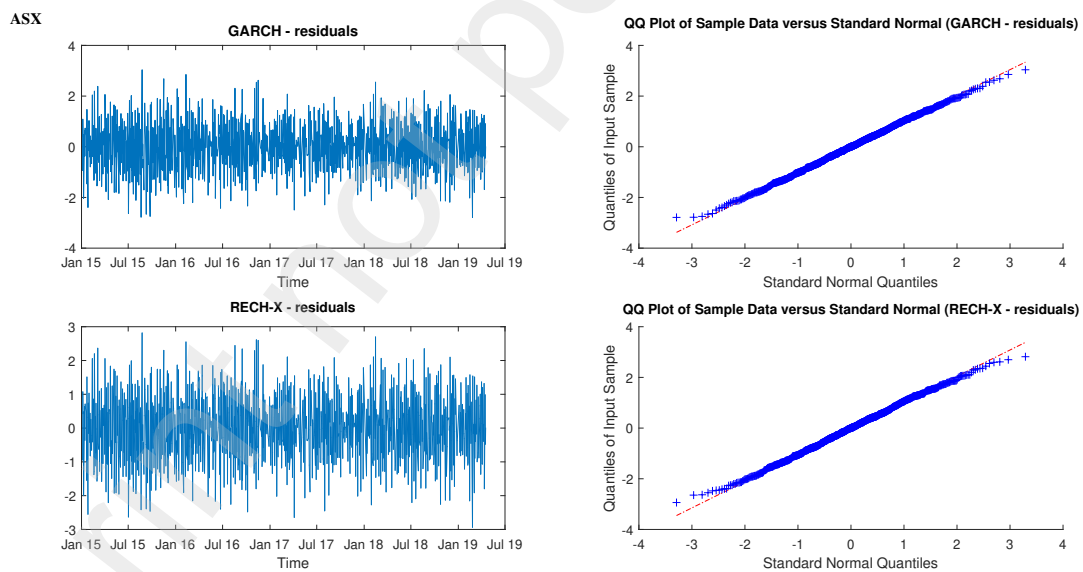 ASX
GARCH - residuals
4
2
0
-2
-4
Jan 15 Jul 15 Jan 16 Jul 16 Jan 17 Jul 17 Jan 18 Jul 18 Jan 19 Jul 19
Time
QQ Plot of Sample Data versus Standard Normal (GARCH - residuals)
Quantiles of Input Sample
4
2
0
-2
-4
-4 -3 -2 -1 0 1 2 3 4
Standard Normal Quantiles
RECH-X - residuals
3
2
1
0
-1
-2
-3
Jan 15 Jul 15 Jan 16 Jul 16 Jan 17 Jul 17 Jan 18 Jul 18 Jan 19 Jul 19
Time
QQ Plot of Sample Data versus Standard Normal (RECH-X - residuals)
Quantiles of Input Sample
4
2
0
-2
-4
-4 -3 -2 -1 0 1 2 3 4
Standard Normal Quantiles